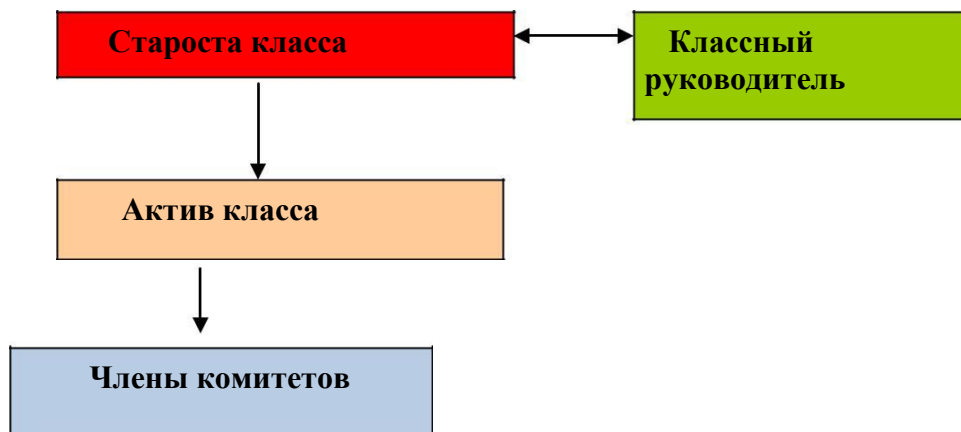 Староста класса
Классный
руководитель
Актив класса
Члены комитетов